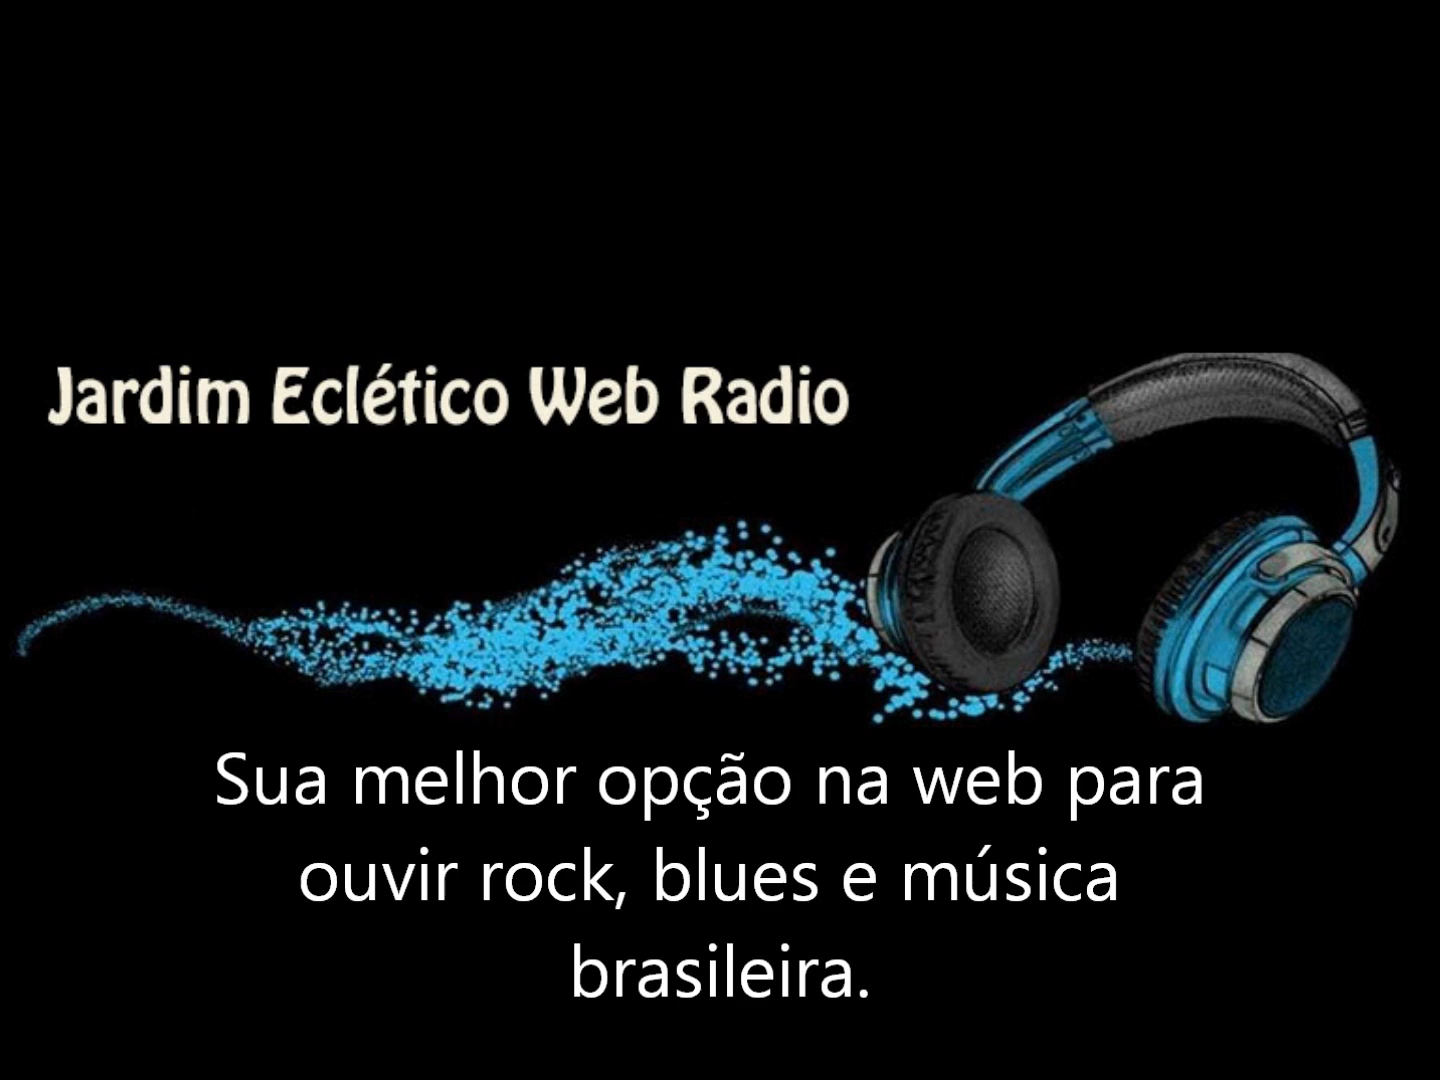 Jardim Eclético Web Radio
Sua melhor opção na web para
ouvir rock, blues e música
brasileira.